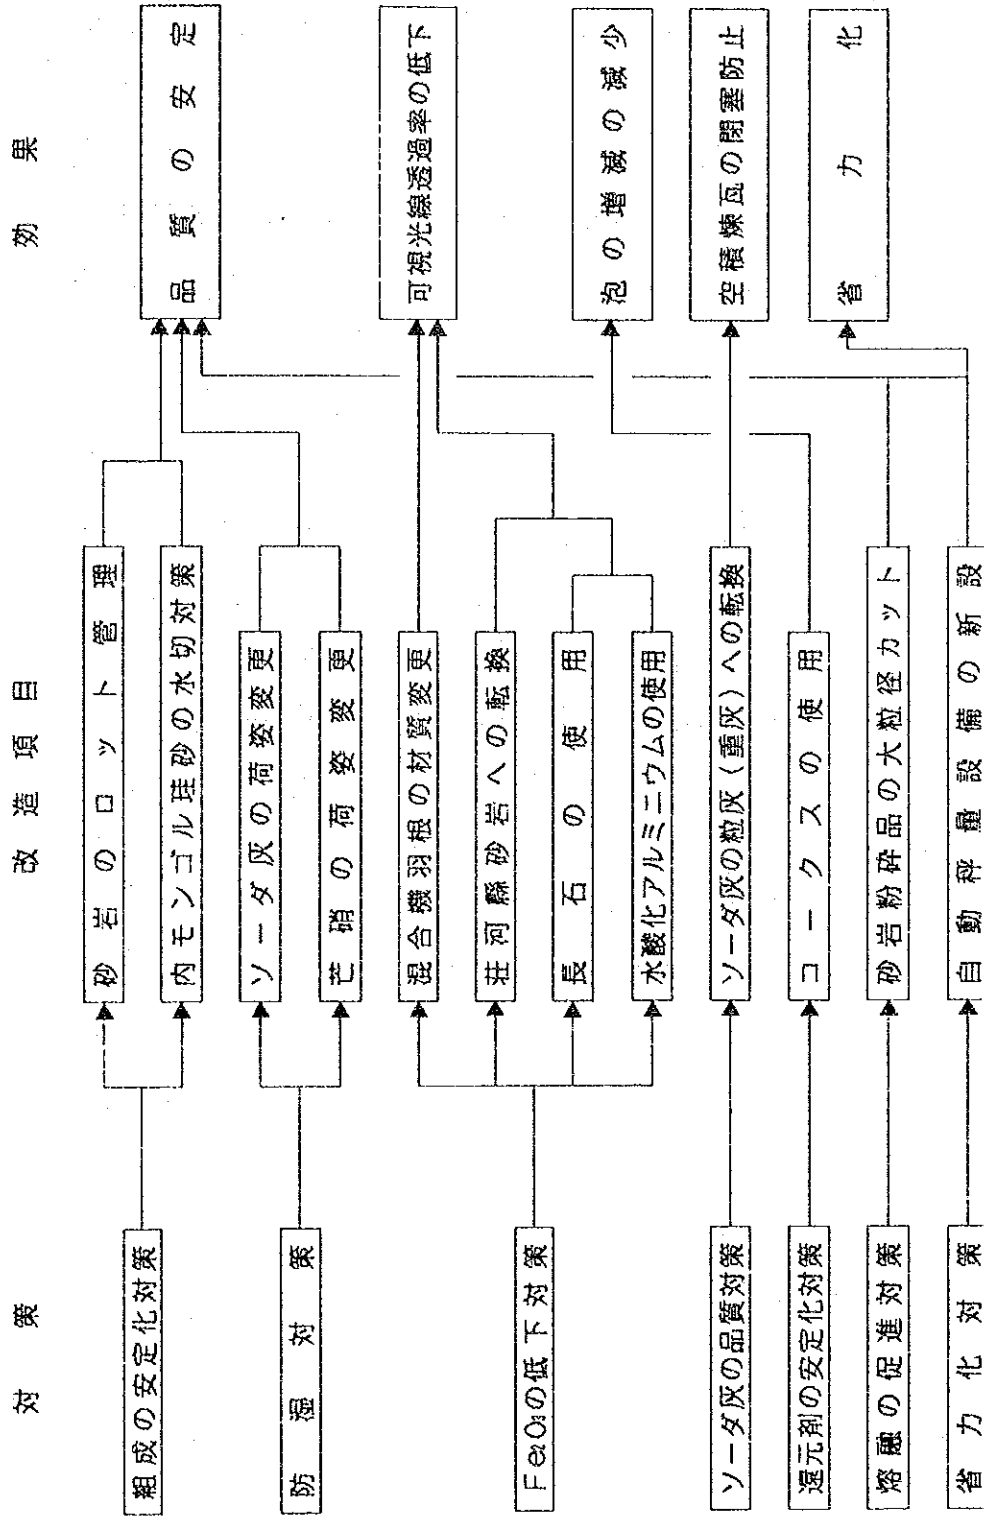 対策
改造項目
効果
組成の安定化対策
防湿対策
Fe₂O₃の低下対策
ソーダ灰の品質対策
還元剤の安定化対策
熔融の促進対策
省力化対策
砂岩のロット管理
内モンゴル珪砂の水切対策
ソーダ灰の荷姿変更
芒硝の荷姿変更
混合機羽根の材質変更
荘河縣砂岩への転換
長石の使用
水酸化アルミニウムの使用
ソーダ灰の粒灰(重灰)への転換
コークスの使用
砂岩粉砕品の大粒径カット
自動秤量設備の新設
品質の安定
可視光線透過率の低下
泡の増減の減少
空積煉瓦の閉塞防止
省力化